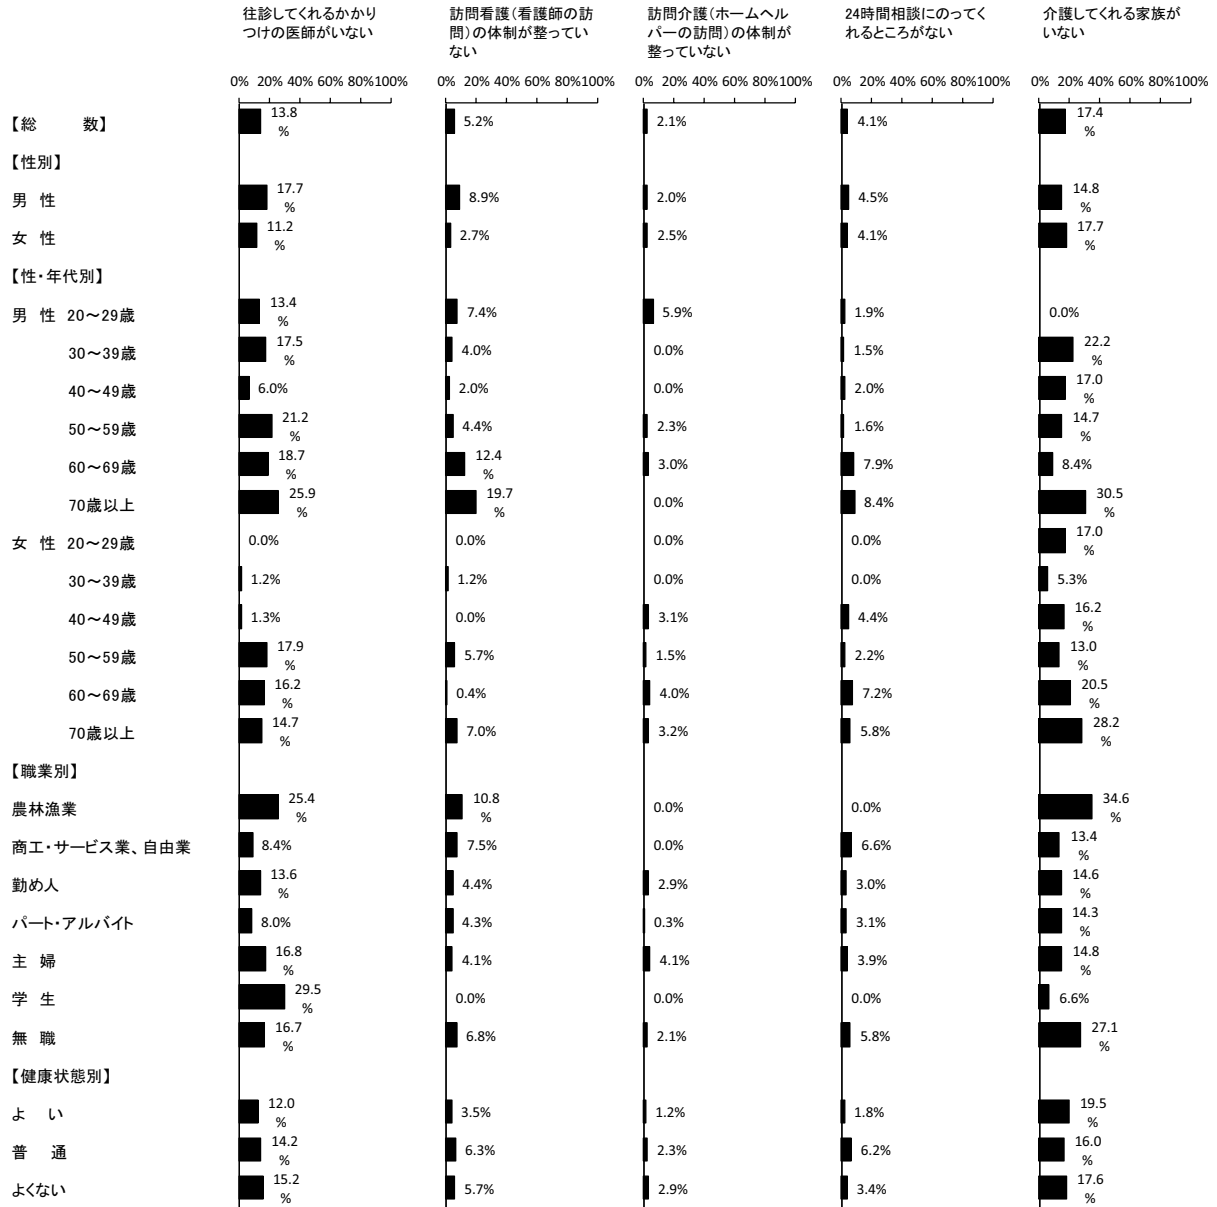 往診してくれるかかり
つけの医師がいない
訪問看護(看護師の訪
問)の体制が整ってい
ない
訪問介護(ホームヘル
パーの訪問)の体制が
整っていない
24時間相談にのってく
れるところがない
介護してくれる家族が
いない
0% 20% 40% 60% 80%100% 0% 20% 40% 60% 80%100% 0% 20% 40% 60% 80%100% 0% 20% 40% 60% 80%100% 0% 20% 40% 60% 80%100%
【総 数】 13.8% 5.2% 2.1% 4.1% 17.4%
【性別】
男 性 17.7% 8.9% 2.0% 4.5% 14.8%
女 性 11.2% 2.7% 2.5% 4.1% 17.7%
【性・年代別】
男 性 20～29歳 13.4% 7.4% 5.9% 1.9% 0.0%
30～39歳 17.5% 4.0% 0.0% 1.5% 22.2%
40～49歳 6.0% 2.0% 0.0% 2.0% 17.0%
50～59歳 21.2% 4.4% 2.3% 1.6% 14.7%
60～69歳 18.7% 12.4% 3.0% 7.9% 8.4%
70歳以上 25.9% 19.7% 0.0% 8.4% 30.5%
女 性 20～29歳 0.0% 0.0% 0.0% 0.0% 17.0%
30～39歳 1.2% 1.2% 0.0% 0.0% 5.3%
40～49歳 1.3% 0.0% 3.1% 4.4% 16.2%
50～59歳 17.9% 5.7% 1.5% 2.2% 13.0%
60～69歳 16.2% 0.4% 4.0% 7.2% 20.5%
70歳以上 14.7% 7.0% 3.2% 5.8% 28.2%
【職業別】
農林漁業 25.4% 10.8% 0.0% 0.0% 34.6%
商工・サービス業、自由業 8.4% 7.5% 0.0% 6.6% 13.4%
勤め人 13.6% 4.4% 2.9% 3.0% 14.6%
パート・アルバイト 8.0% 4.3% 0.3% 3.1% 14.3%
主 婦 16.8% 4.1% 4.1% 3.9% 14.8%
学 生 29.5% 0.0% 0.0% 0.0% 6.6%
無 職 16.7% 6.8% 2.1% 5.8% 27.1%
【健康状態別】
よ い 12.0% 3.5% 1.2% 1.8% 19.5%
普 通 14.2% 6.3% 2.3% 6.2% 16.0%
よくない 15.2% 5.7% 2.9% 3.4% 17.6%